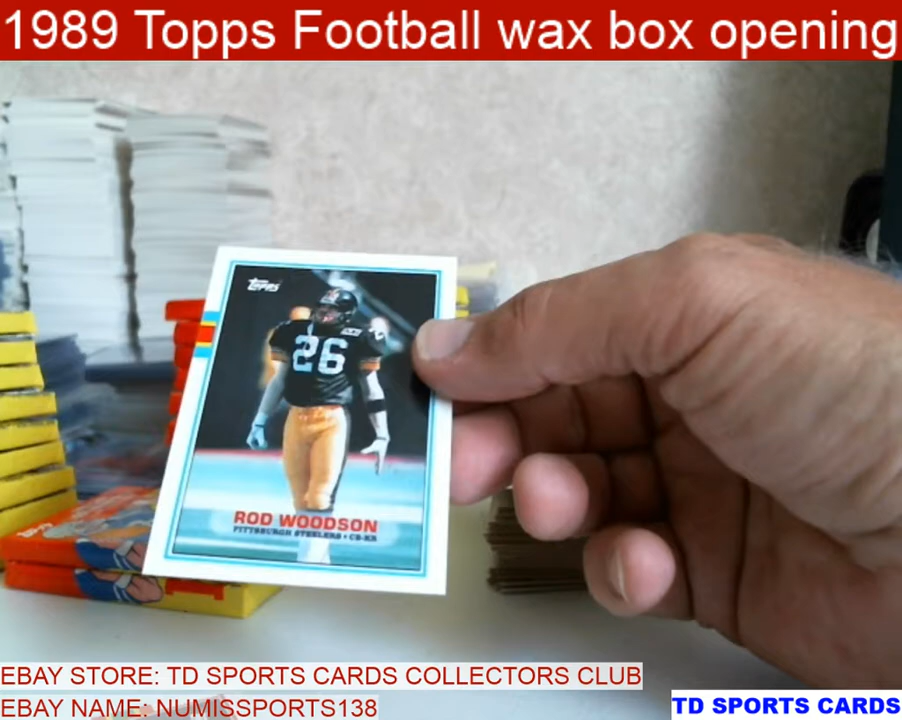 1989 Topps Football wax box opening
Topps
26
ROD WOODSON
PITTSBURGH STEELERS • CB-KR
EBAY STORE: TD SPORTS CARDS COLLECTORS CLUB
EBAY NAME: NUMISSPORTS138
TD SPORTS CARDS